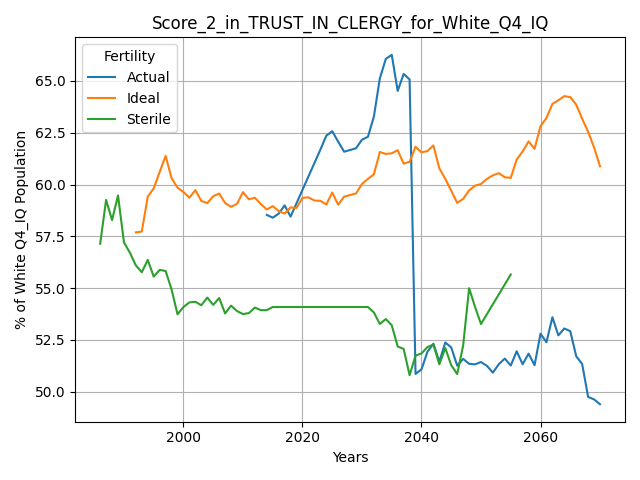 Score_2_in_TRUST_IN_CLERGY_for_White_Q4_IQ
Fertility
Actual
Ideal
Sterile
% of White Q4_IQ Population
65.0
62.5
60.0
57.5
55.0
52.5
50.0
2000
2020
2040
2060
Years